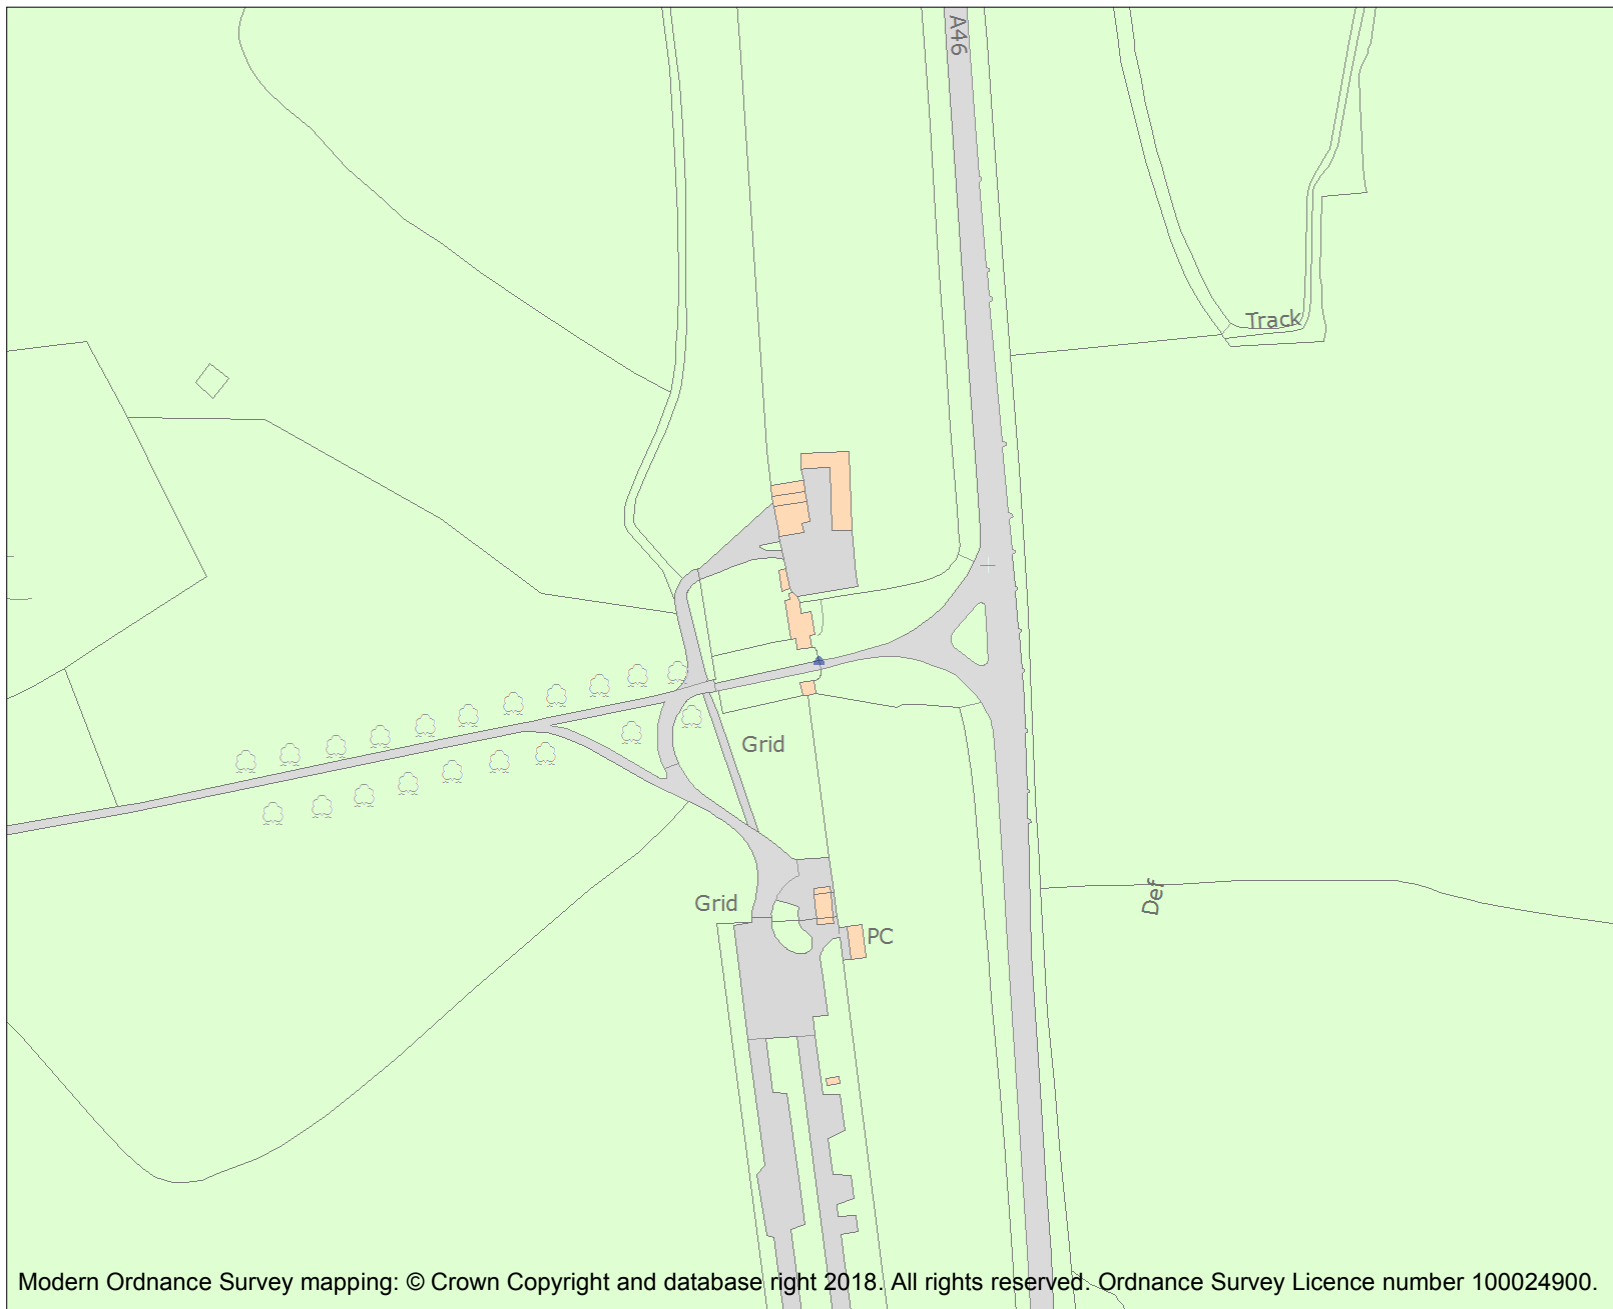 A46
Track
Grid
Grid
Def
PC
Modern Ordnance Survey mapping: © Crown Copyright and database right 2018. All rights reserved. Ordnance Survey Licence number 100024900.